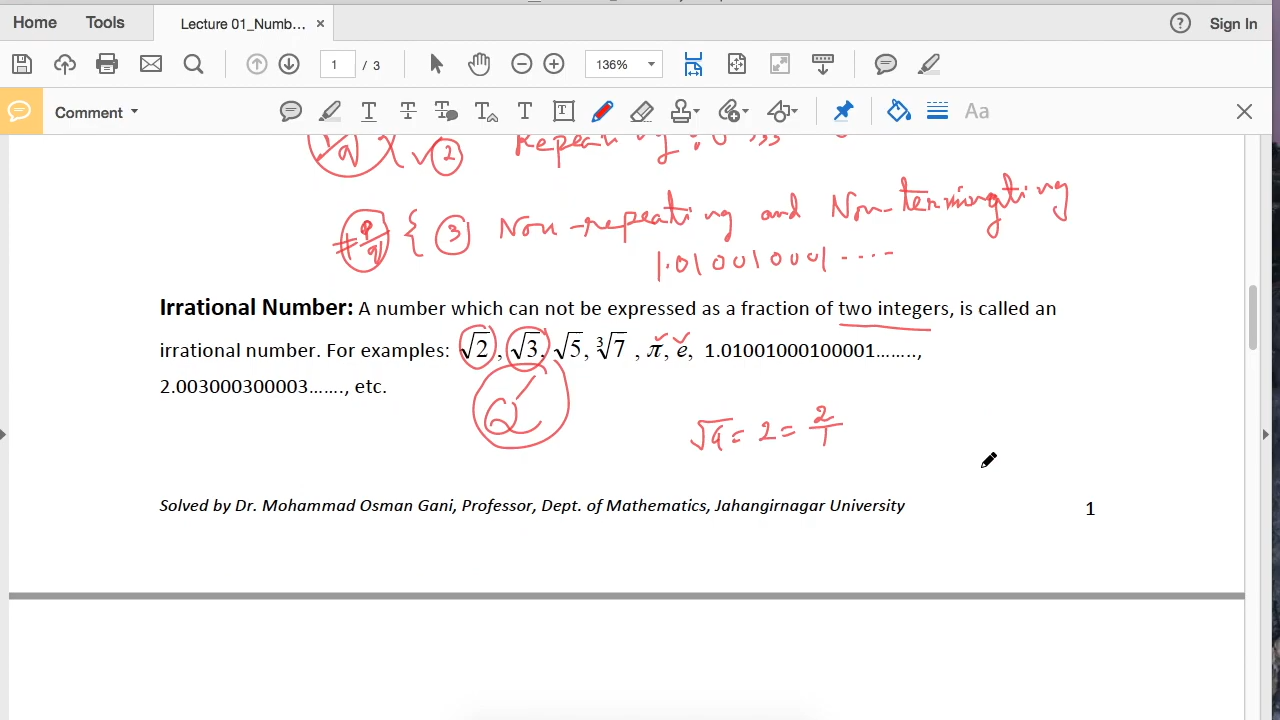 Home Tools Lecture 01_Numb... × Sign In
1 / 3 136%
Comment T T T T T Aa
q 2 Repeating
≠ p/q { 3 Non-repeating and Non-terminating
1.010010001....
Irrational Number: A number which can not be expressed as a fraction of two integers, is called an
irrational number. For examples: √2, √3, √5, ∛7, π, e, 1.01001000100001........,
2.003000300003......., etc.
Q′
√4 = 2 = 2/1
Solved by Dr. Mohammad Osman Gani, Professor, Dept. of Mathematics, Jahangirnagar University 1